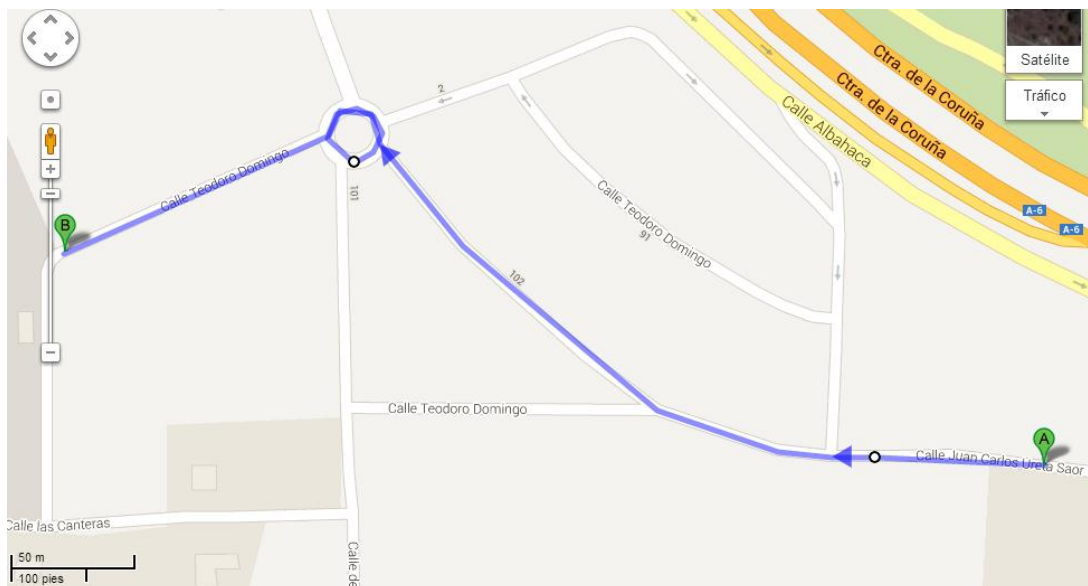 Satélite
Tráfico
Ctra. de la Coruña
Ctra. de la Coruña
Calle Albahaca
A-6
A-6
2
Calle Teodoro Domingo
101
B
Calle Teodoro Domingo
91
102
Calle Teodoro Domingo
A
Calle Juan Carlos Ureta Saor
Calle las Canteras
Calle de
50 m
100 pies